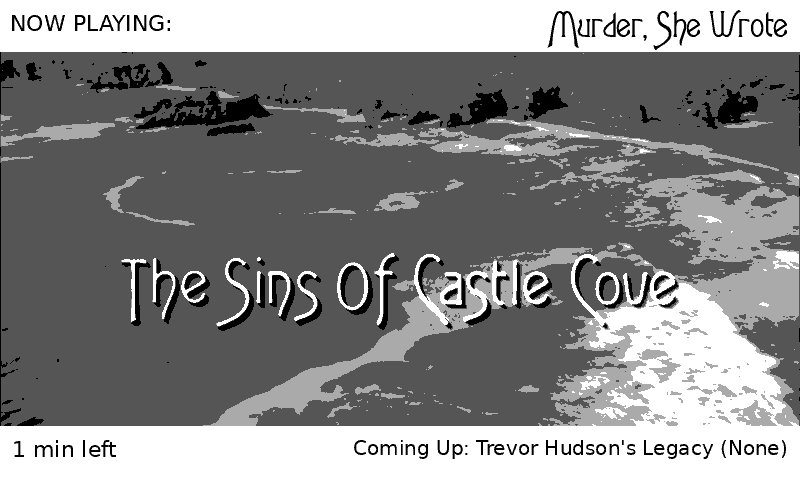 NOW PLAYING:
Murder, She Wrote
The Sins Of Castle Cove
1 min left
Coming Up: Trevor Hudson's Legacy (None)